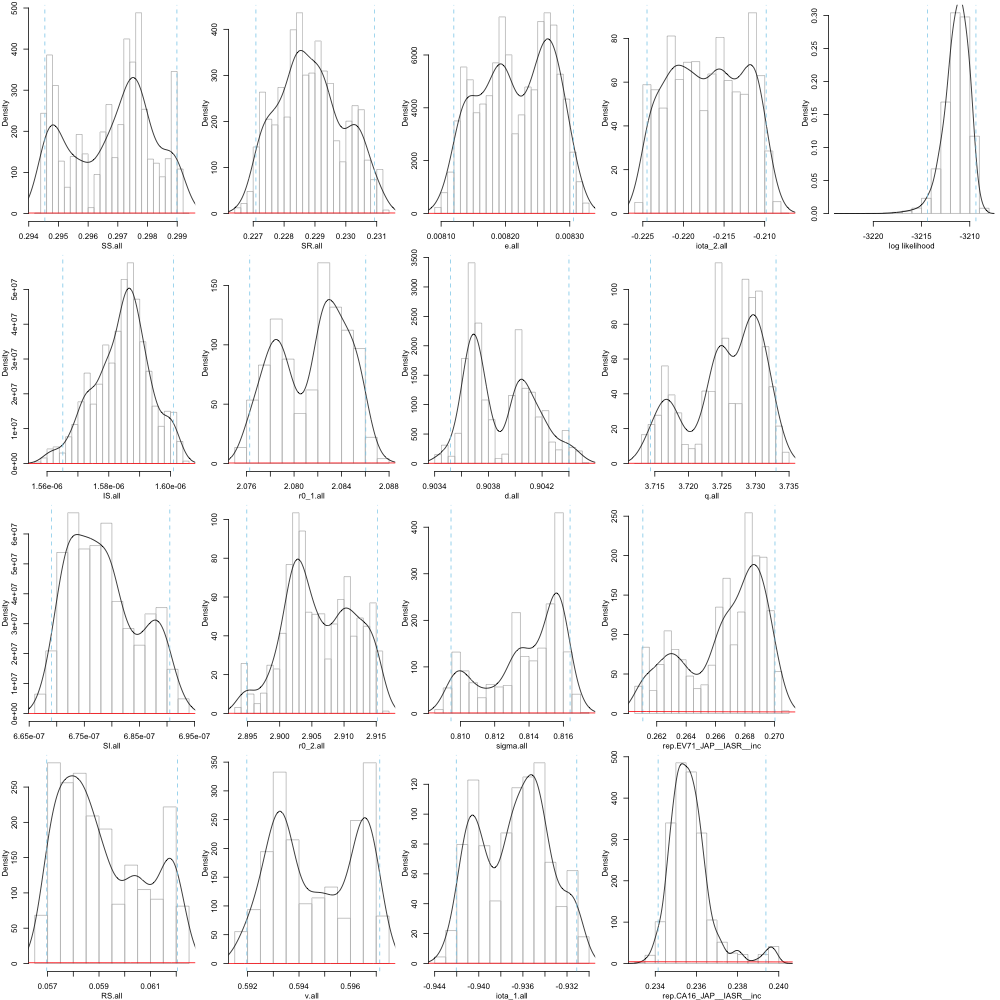 Density
0 100 200 300 400 500
0.294 0.295 0.296 0.297 0.298 0.299
SS.all
Density
0 100 200 300 400
0.227 0.228 0.229 0.230 0.231
SR.all
Density
0 2000 4000 6000
0.00810 0.00820 0.00830
e.all
Density
0 20 40 60 80
-0.225 -0.220 -0.215 -0.210
iota_2.all
Density
0.00 0.05 0.10 0.15 0.20 0.25 0.30
-3220 -3215 -3210
log likelihood
Density
0e+00 1e+07 2e+07 3e+07 4e+07 5e+07
1.56e-06 1.58e-06 1.60e-06
IS.all
Density
0 50 100 150
2.076 2.080 2.084 2.088
r0_1.all
Density
0 500 1000 1500 2000 2500 3000 3500
0.9034 0.9038 0.9042
d.all
Density
0 20 40 60 80 100
3.715 3.720 3.725 3.730 3.735
q.all
Density
0e+00 1e+07 2e+07 3e+07 4e+07 5e+07 6e+07
6.65e-07 6.75e-07 6.85e-07 6.95e-07
SI.all
Density
0 20 40 60 80 100
2.895 2.900 2.905 2.910 2.915
r0_2.all
Density
0 100 200 300 400
0.810 0.812 0.814 0.816
sigma.all
Density
0 50 100 150 200 250
0.262 0.264 0.266 0.268 0.270
rep.EV71_JAP__IASR__inc
Density
0 50 100 150 200 250
0.057 0.059 0.061
RS.all
Density
0 50 100 150 200 250 300 350
0.592 0.594 0.596
v.all
Density
0 20 40 60 80 100 120
-0.944 -0.940 -0.936 -0.932
iota_1.all
Density
0 100 200 300 400 500
0.234 0.236 0.238 0.240
rep.CA16_JAP__IASR__inc